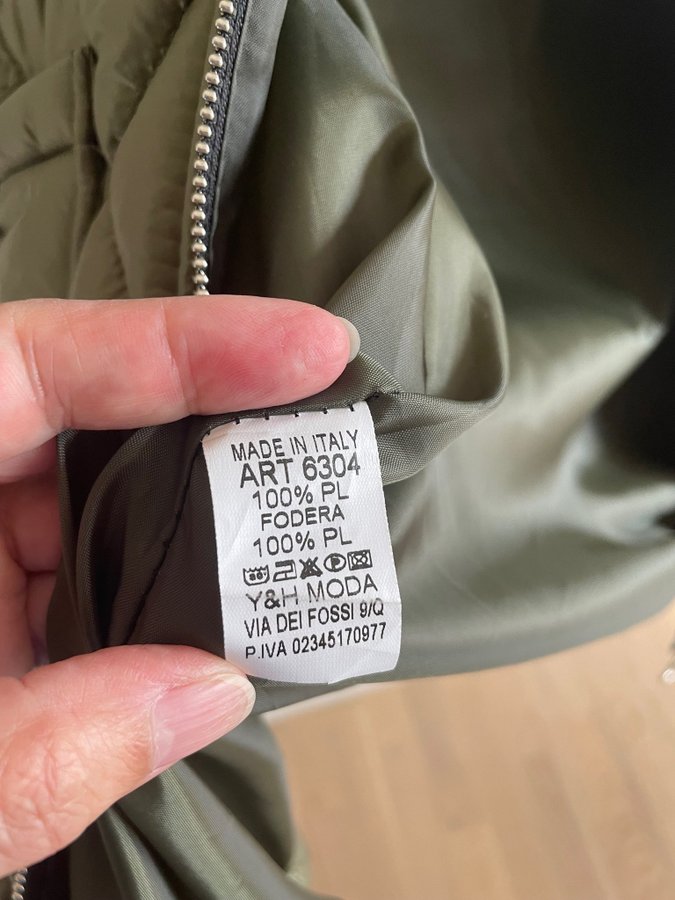 MADE IN ITALY
ART 6304
100% PL
FODERA
100% PL
Y&H MODA
VIA DEI FOSSI 9/Q
P.IVA 02345170977